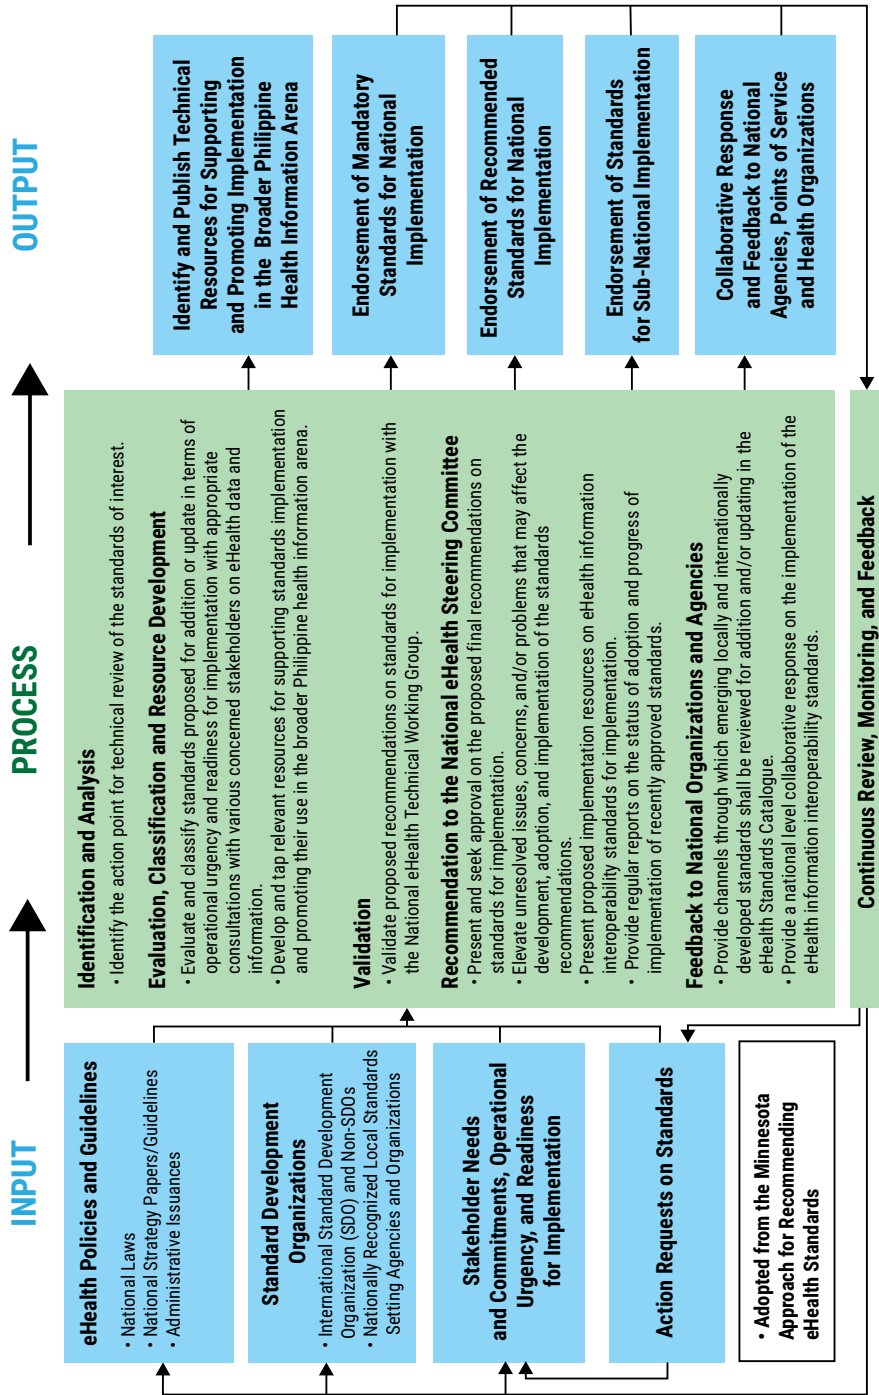 INPUT
PROCESS
OUTPUT
eHealth Policies and Guidelines
• National Laws
• National Strategy Papers/Guidelines
• Administrative Issuances
Standard Development
Organizations
• International Standard Development
Organization (SDO) and Non-SDOs
• Nationally Recognized Local Standards
Setting Agencies and Organizations
Stakeholder Needs
and Commitments, Operational
Urgency, and Readiness
for Implementation
Action Requests on Standards
• Adopted from the Minnesota
Approach for Recommending
eHealth Standards
Identification and Analysis
• Identify the action point for technical review of the standards of interest.
Evaluation, Classification and Resource Development
• Evaluate and classify standards proposed for addition or update in terms of
operational urgency and readiness for implementation with appropriate
consultations with various concerned stakeholders on eHealth data and
information.
• Develop and tap relevant resources for supporting standards implementation
and promoting their use in the broader Philippine health information arena.
Validation
• Validate proposed recommendations on standards for implementation with
the National eHealth Technical Working Group.
Recommendation to the National eHealth Steering Committee
• Present and seek approval on the proposed final recommendations on
standards for implementation.
• Elevate unresolved issues, concerns, and/or problems that may affect the
development, adoption, and implementation of the standards
recommendations.
• Present proposed implementation resources on eHealth information
interoperability standards for implementation.
• Provide regular reports on the status of adoption and progress of
implementation of recently approved standards.
Feedback to National Organizations and Agencies
• Provide channels through which emerging locally and internationally
developed standards shall be reviewed for addition and/or updating in the
eHealth Standards Catalogue.
• Provide a national level collaborative response on the implementation of the
eHealth information interoperability standards.
Continuous Review, Monitoring, and Feedback
Identify and Publish Technical
Resources for Supporting
and Promoting Implementation
in the Broader Philippine
Health Information Arena
Endorsement of Mandatory
Standards for National
Implementation
Endorsement of Recommended
Standards for National
Implementation
Endorsement of Standards
for Sub-National Implementation
Collaborative Response
and Feedback to National
Agencies, Points of Service
and Health Organizations